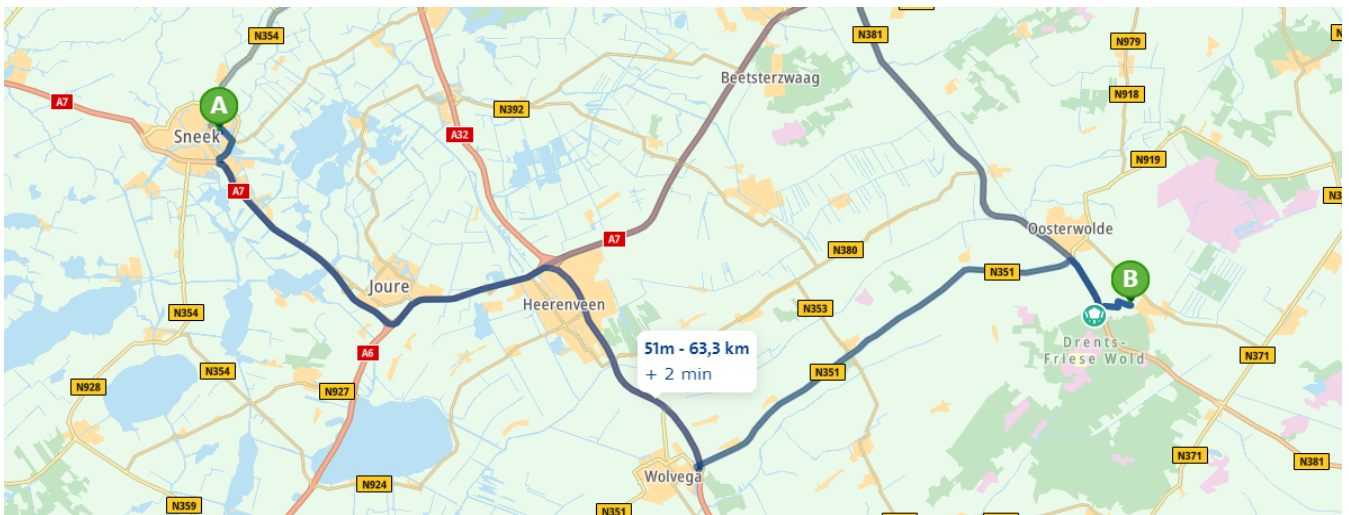 N354
N381
N979
Beetsterzwaag
A7
N918
A
N392
A32
Sneek
N919
A7
Oosterwolde
A7
N380
N351
B
Joure
Heerenveen
N354
N353
Drents-
Friese Wold
51m - 63,3 km
+ 2 min
A6
N371
N354
N351
N928
N927
N371
N381
Wolvega
N924
N359
N351